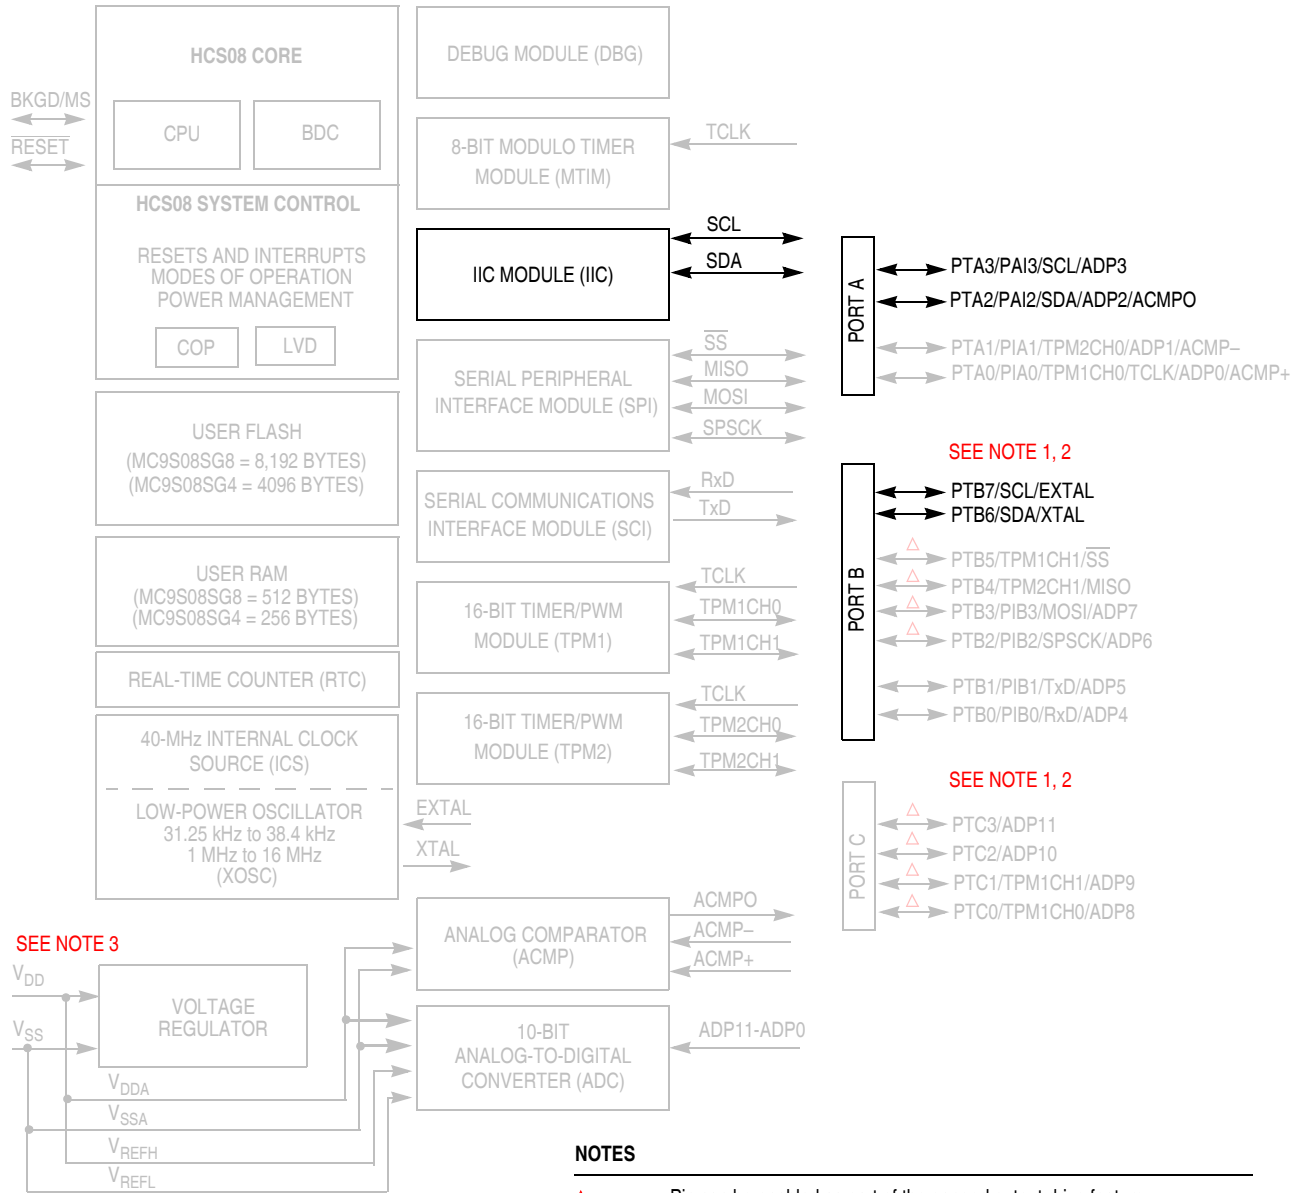 HCS08 CORE
BKGD/MS
RESET
CPU
BDC
HCS08 SYSTEM CONTROL
RESETS AND INTERRUPTS
MODES OF OPERATION
POWER MANAGEMENT
COP
LVD
USER FLASH
(MC9S08SG8 = 8,192 BYTES)
(MC9S08SG4 = 4096 BYTES)
USER RAM
(MC9S08SG8 = 512 BYTES)
(MC9S08SG4 = 256 BYTES)
REAL-TIME COUNTER (RTC)
40-MHz INTERNAL CLOCK
SOURCE (ICS)
LOW-POWER OSCILLATOR
31.25 kHz to 38.4 kHz
1 MHz to 16 MHz
(XOSC)
EXTAL
XTAL
SEE NOTE 3
VDD
VSS
VOLTAGE
REGULATOR
VDDA
VSSA
VREFH
VREFL
DEBUG MODULE (DBG)
8-BIT MODULO TIMER
MODULE (MTIM)
TCLK
IIC MODULE (IIC)
SCL
SDA
SERIAL PERIPHERAL
INTERFACE MODULE (SPI)
SS
MISO
MOSI
SPSCK
SERIAL COMMUNICATIONS
INTERFACE MODULE (SCI)
RxD
TxD
16-BIT TIMER/PWM
MODULE (TPM1)
TCLK
TPM1CH0
TPM1CH1
16-BIT TIMER/PWM
MODULE (TPM2)
TCLK
TPM2CH0
TPM2CH1
ANALOG COMPARATOR
(ACMP)
ACMPO
ACMP–
ACMP+
10-BIT
ANALOG-TO-DIGITAL
CONVERTER (ADC)
ADP11-ADP0
PORT A
PTA3/PAI3/SCL/ADP3
PTA2/PAI2/SDA/ADP2/ACMPO
PTA1/PIA1/TPM2CH0/ADP1/ACMP–
PTA0/PIA0/TPM1CH0/TCLK/ADP0/ACMP+
SEE NOTE 1, 2
PORT B
PTB7/SCL/EXTAL
PTB6/SDA/XTAL
PTB5/TPM1CH1/SS
PTB4/TPM2CH1/MISO
PTB3/PIB3/MOSI/ADP7
PTB2/PIB2/SPSCK/ADP6
PTB1/PIB1/TxD/ADP5
PTB0/PIB0/RxD/ADP4
SEE NOTE 1, 2
PORT C
PTC3/ADP11
PTC2/ADP10
PTC1/TPM1CH1/ADP9
PTC0/TPM1CH0/ADP8
NOTES